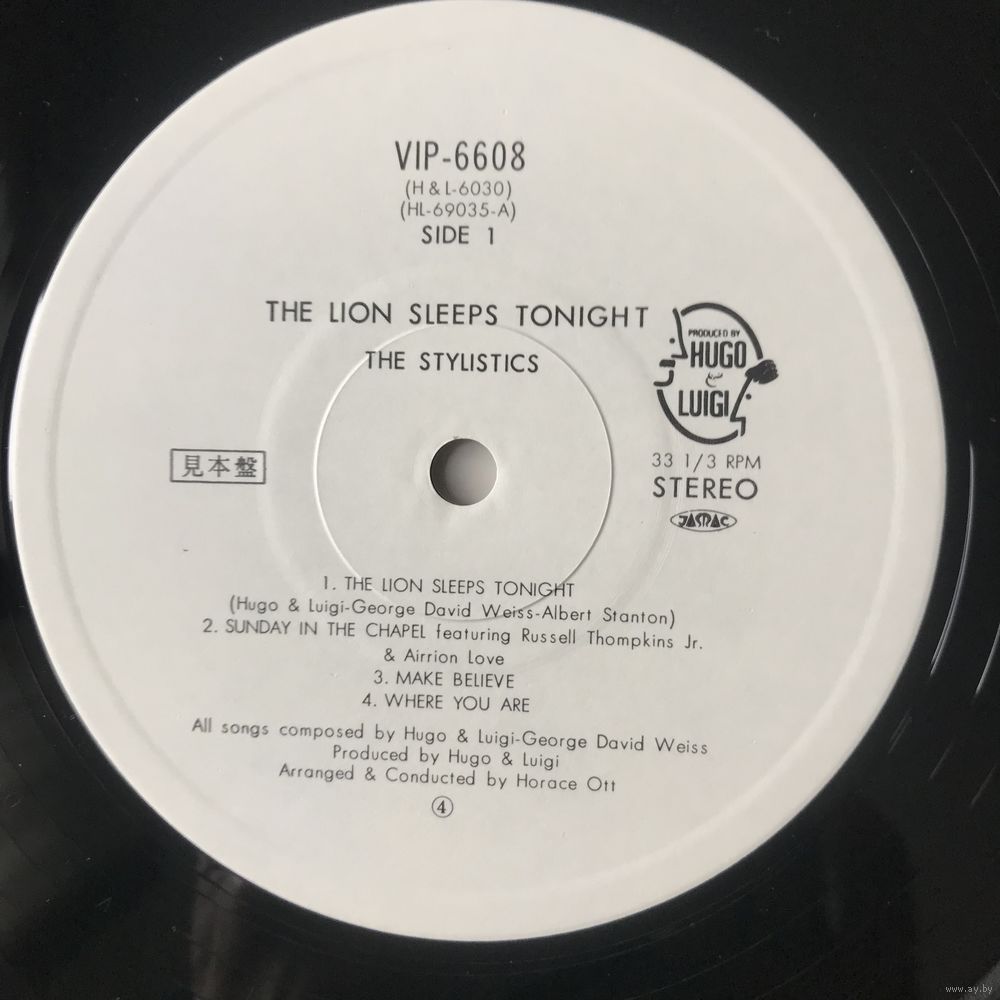 VIP-6608
(H & L-6030)
(HL-69035-A)
SIDE 1
THE LION SLEEPS TONIGHT
THE STYLISTICS
PRODUCED BY
HUGO
&
LUIGI
見本盤
33 1/3 RPM
STEREO
JASRAC
1. THE LION SLEEPS TONIGHT
(Hugo & Luigi-George David Weiss-Albert Stanton)
2. SUNDAY IN THE CHAPEL featuring Russell Thompkins Jr.
& Airrion Love
3. MAKE BELIEVE
4. WHERE YOU ARE
All songs composed by Hugo & Luigi-George David Weiss
Produced by Hugo & Luigi
Arranged & Conducted by Horace Ott
④
www.ay.by